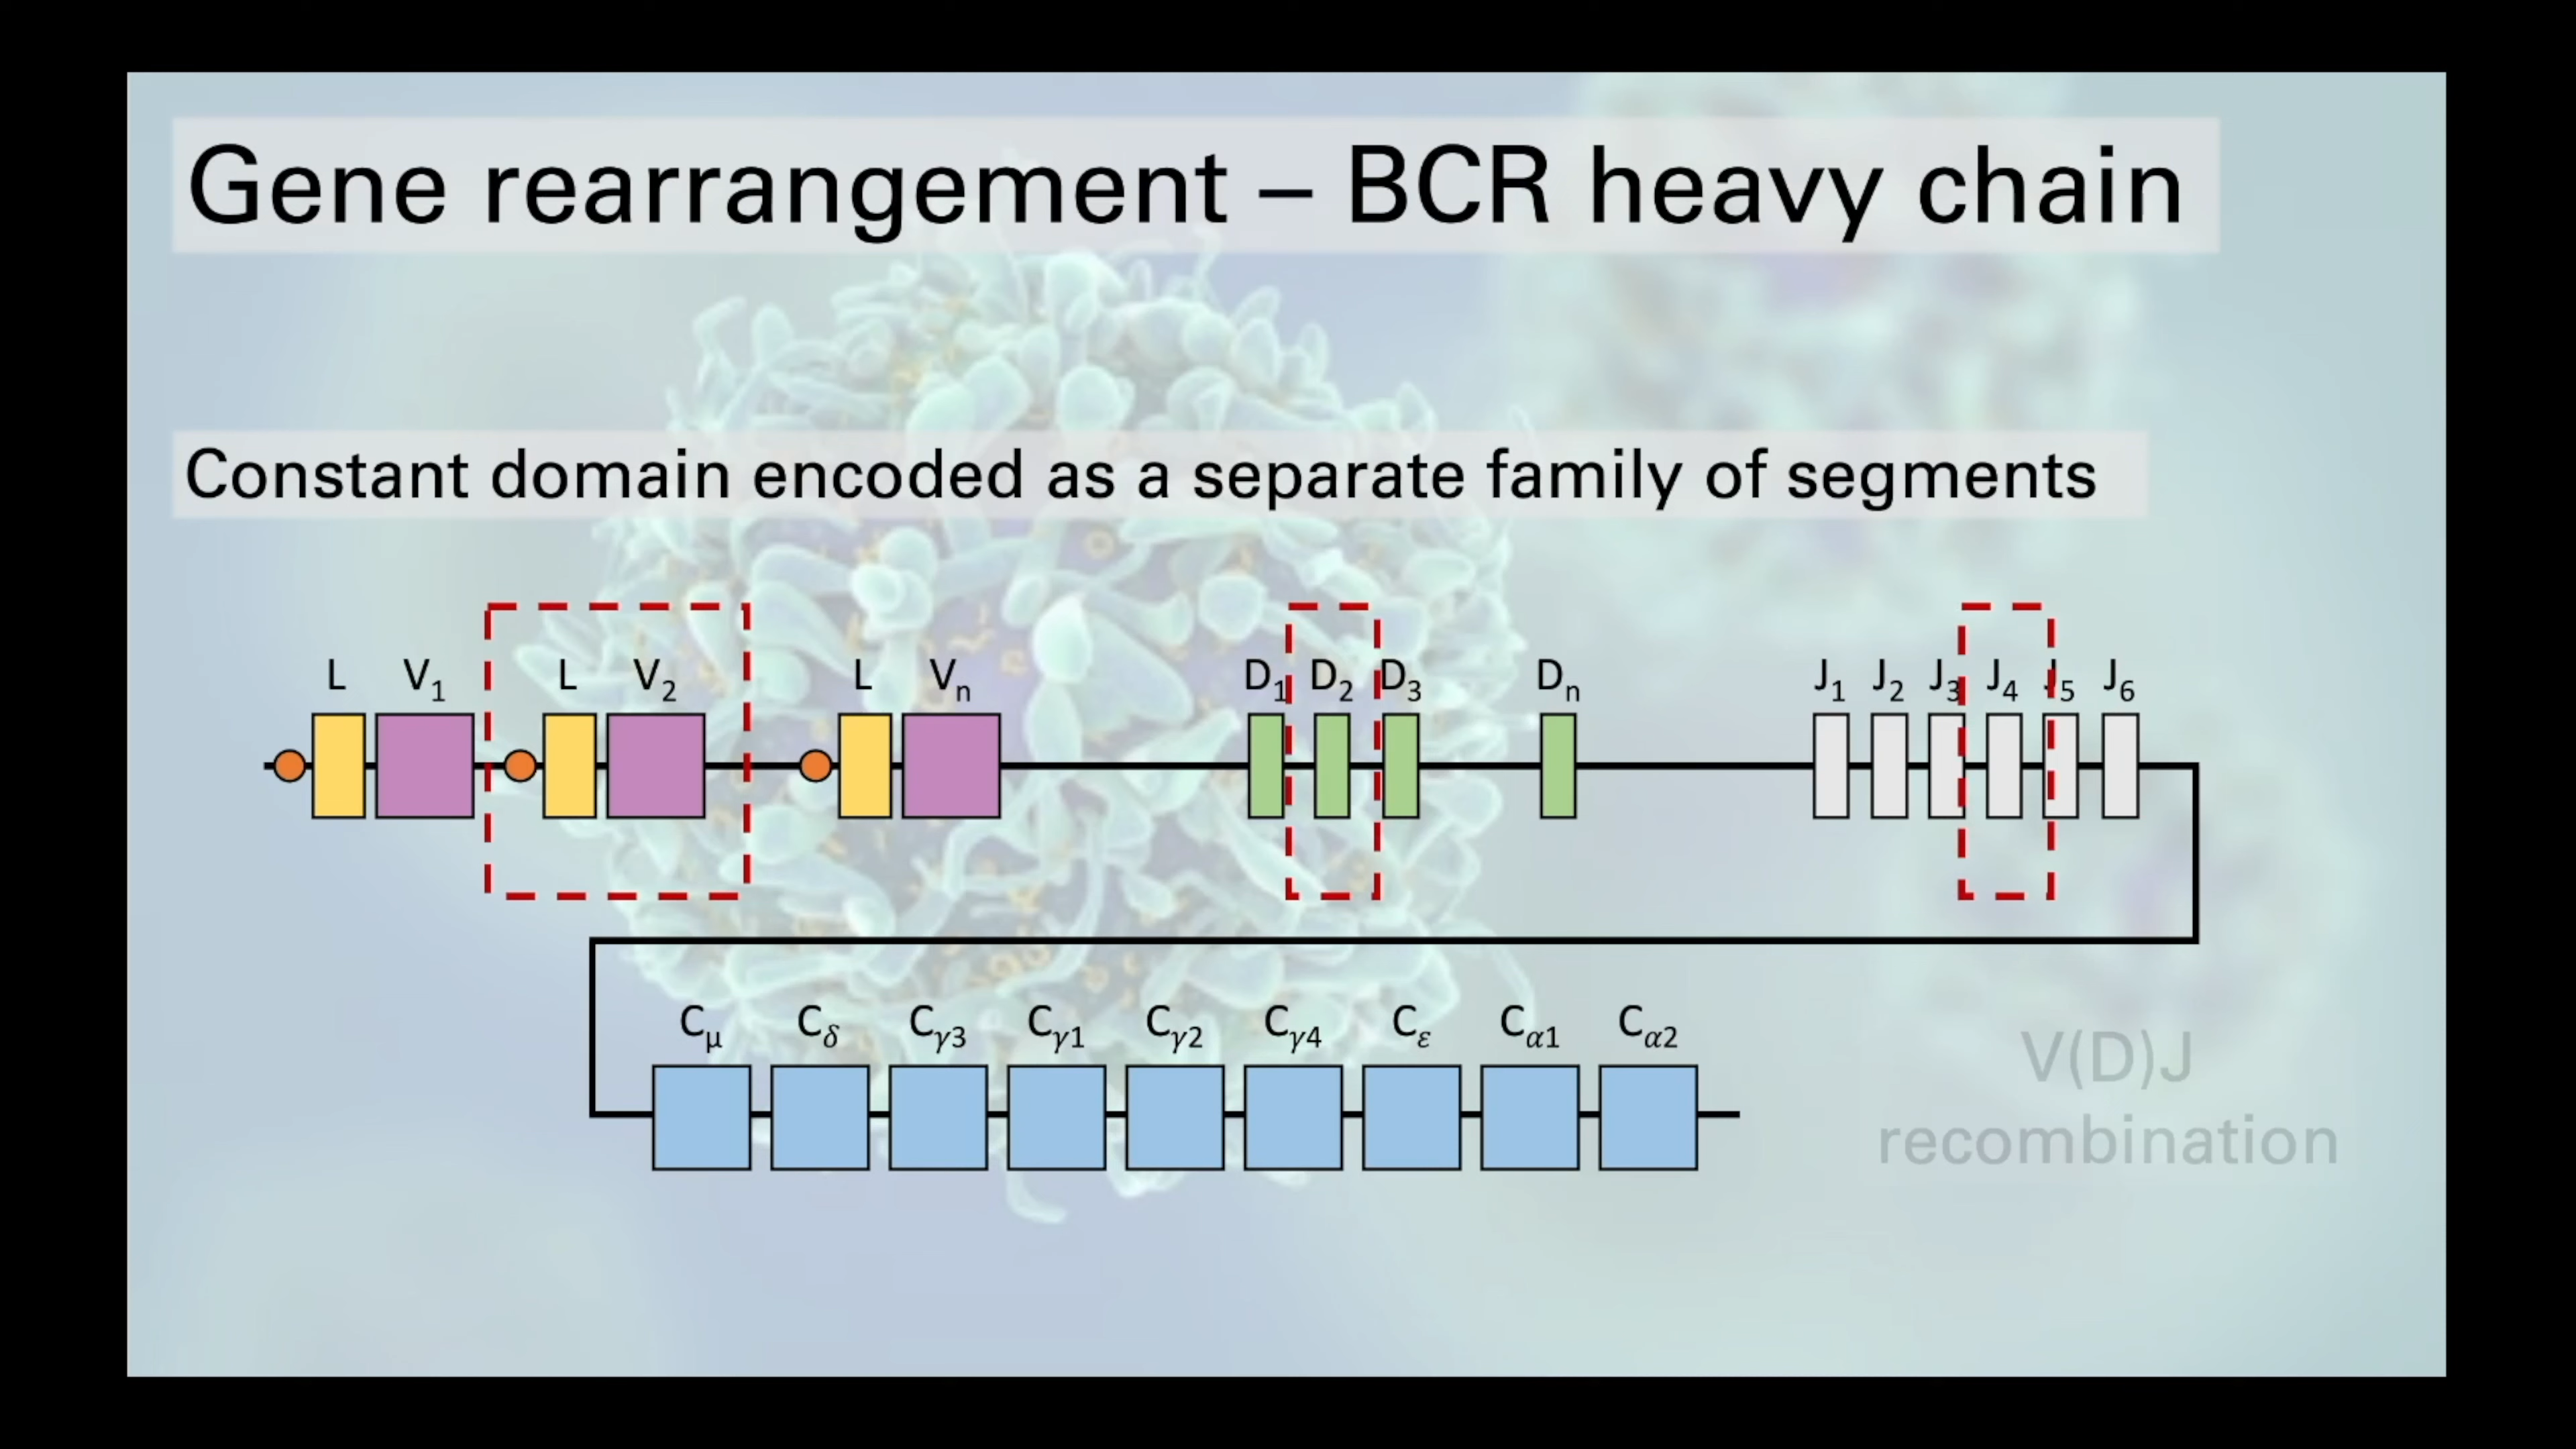 Gene rearrangement – BCR heavy chain
Constant domain encoded as a separate family of segments
L V₁ L V₂ L Vₙ D₁ D₂ D₃ Dₙ J₁ J₂ J₃ J₄ J₅ J₆
Cμ Cδ Cγ3 Cγ1 Cγ2 Cγ4 Cε Cα1 Cα2
V(D)J
recombination